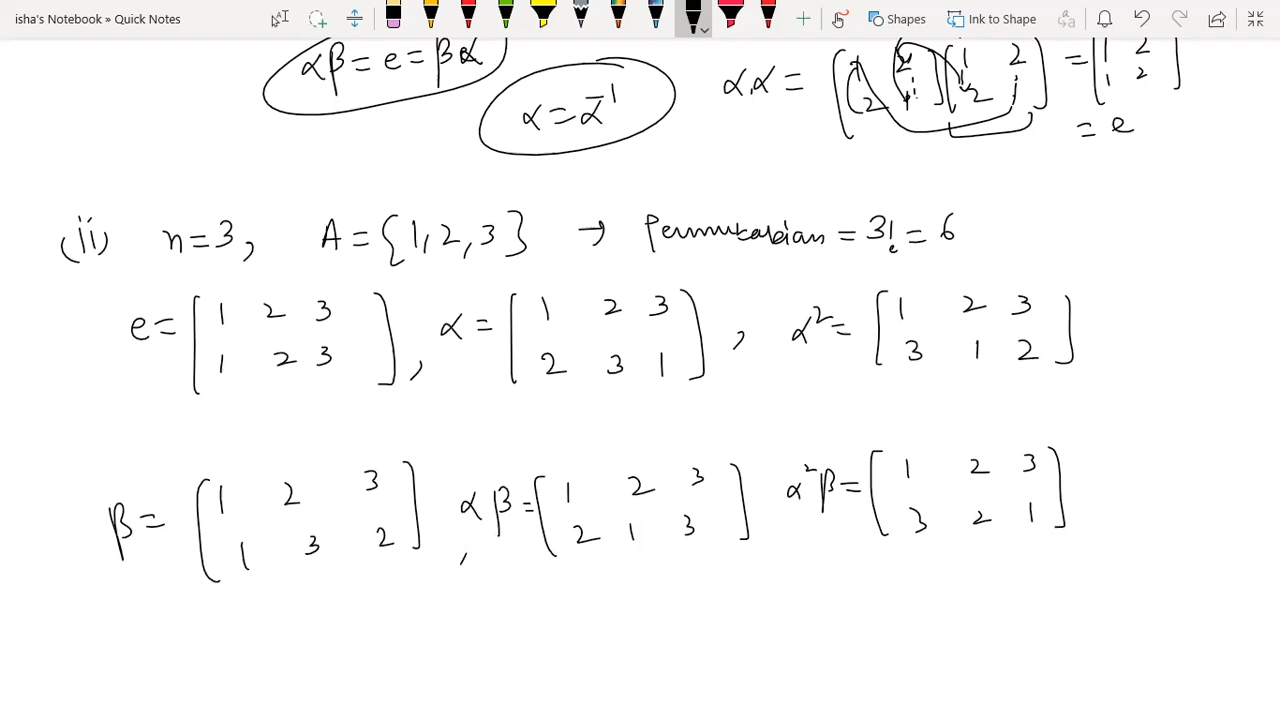 isha's Notebook » Quick Notes Shapes Ink to Shape
αβ = e = βα
α = α⁻¹
α.α = [1 2 / 2 1] [1 2 / 2 1] = [1 2 / 1 2]
= e
(ii) n=3, A = {1, 2, 3} → Permutation = 3! = 6
e = [1 2 3 / 1 2 3], α = [1 2 3 / 2 3 1], α² = [1 2 3 / 3 1 2]
β = [1 2 3 / 1 3 2], αβ = [1 2 3 / 2 1 3] α²β = [1 2 3 / 3 2 1]